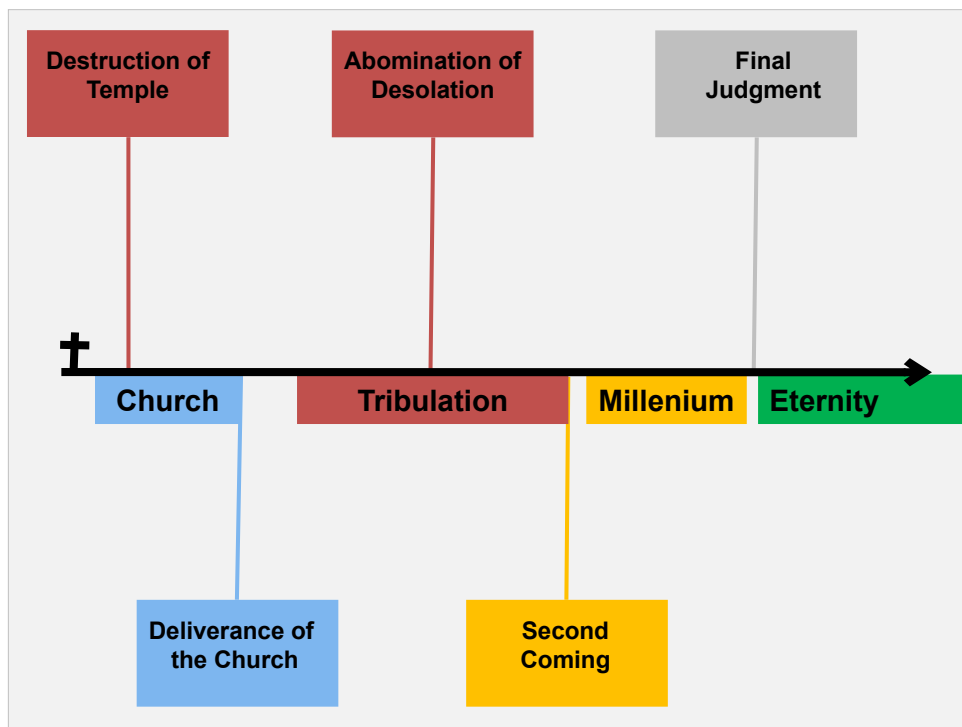 Destruction of
Temple
Abomination of
Desolation
Final
Judgment
Church
Tribulation
Millenium
Eternity
Deliverance of
the Church
Second
Coming